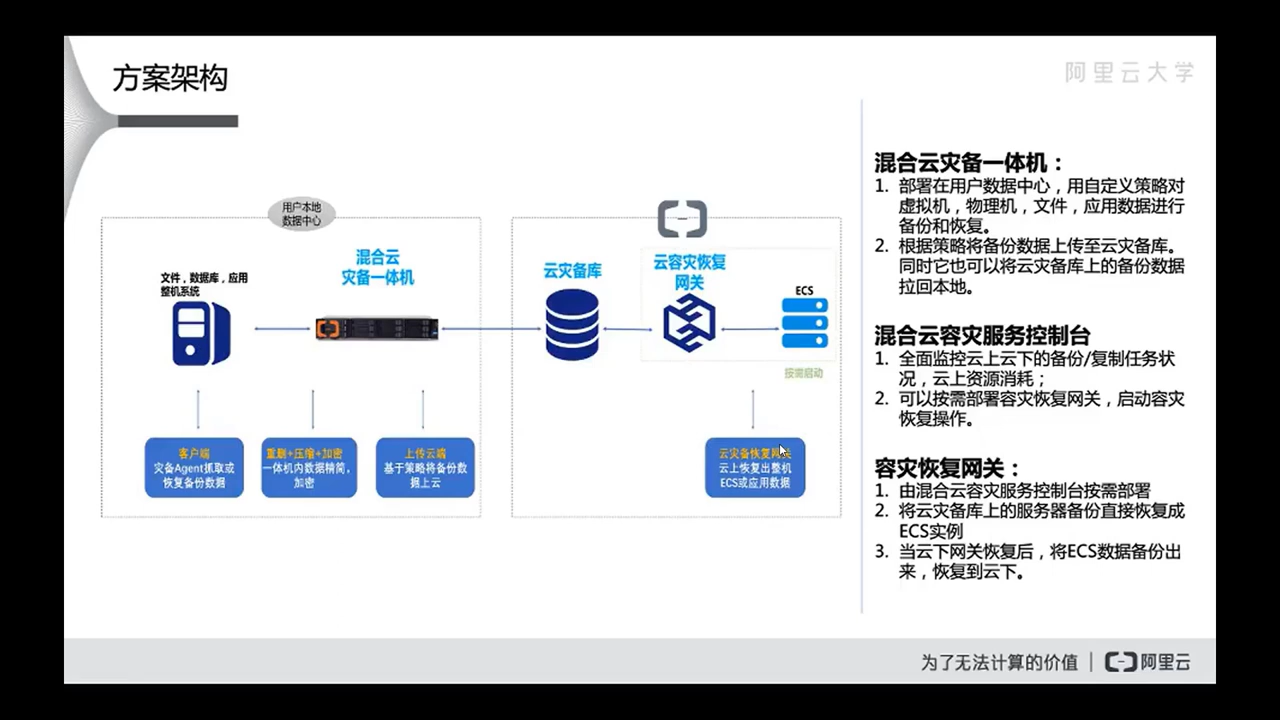 方案架构
阿里云大学
用户本地
数据中心
文件，数据库，应用
整机系统
混合云
灾备一体机
云灾备库
云容灾恢复
网关
ECS
按需启动
客户端
灾备Agent抓取或
恢复备份数据
重删+压缩+加密
一体机内数据精简，
加密
上传云端
基于策略将备份数
据上云
云灾备恢复网关
云上恢复出整机
ECS或应用数据
混合云灾备一体机：
1. 部署在用户数据中心，用自定义策略对
虚拟机，物理机，文件，应用数据进行
备份和恢复。
2. 根据策略将备份数据上传至云灾备库。
同时它也可以将云灾备库上的备份数据
拉回本地。
混合云容灾服务控制台
1. 全面监控云上云下的备份/复制任务状
况，云上资源消耗；
2. 可以按需部署容灾恢复网关，启动容灾
恢复操作。
容灾恢复网关：
1. 由混合云容灾服务控制台按需部署
2. 将云灾备库上的服务器备份直接恢复成
ECS实例
3. 当云下网关恢复后，将ECS数据备份出
来，恢复到云下。
为了无法计算的价值 | 阿里云